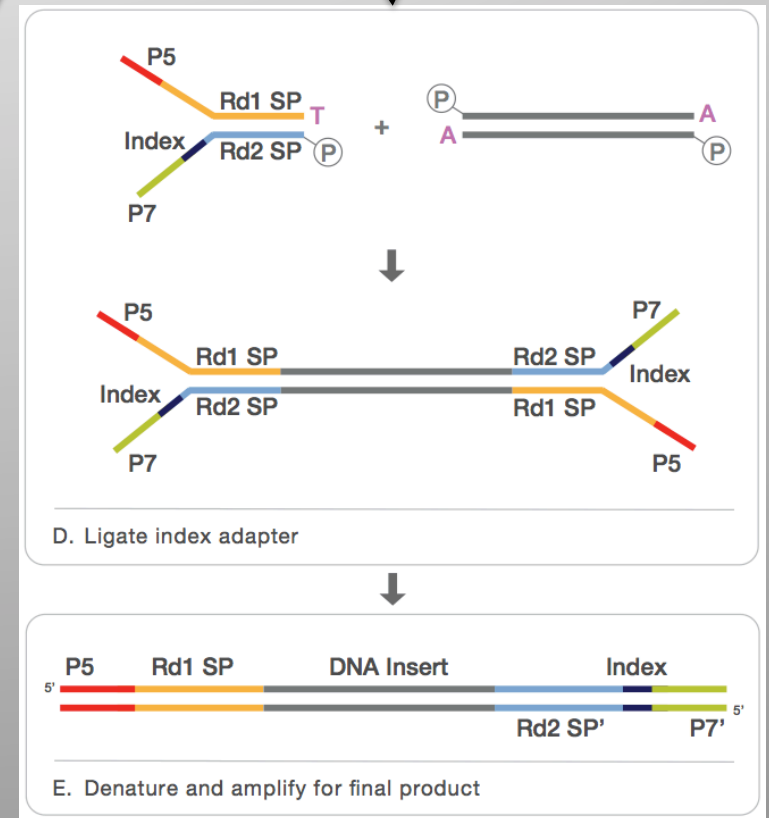 P5
Rd1 SP T
Index
Rd2 SP P
P7
+
P A
A P
P5 P7
Rd1 SP Rd2 SP
Index Index
Rd2 SP Rd1 SP
P7 P5
D. Ligate index adapter
P5 Rd1 SP DNA Insert Index
5'
5'
Rd2 SP’ P7’
E. Denature and amplify for final product